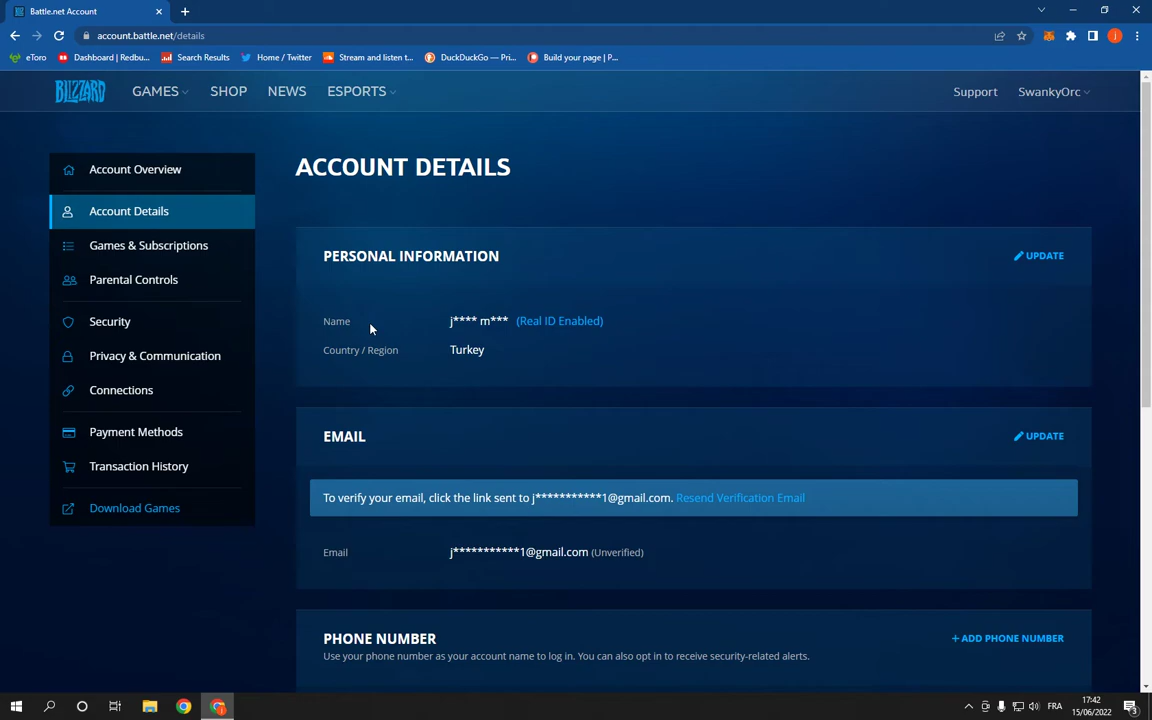 Battle.net Account
account.battle.net/details
eToro
Dashboard | Redbu...
Search Results
Home / Twitter
Stream and listen t...
DuckDuckGo — Pri...
Build your page | P...
BLIZZARD
GAMES
SHOP
NEWS
ESPORTS
Support
SwankyOrc
Account Overview
Account Details
Games & Subscriptions
Parental Controls
Security
Privacy & Communication
Connections
Payment Methods
Transaction History
Download Games
ACCOUNT DETAILS
PERSONAL INFORMATION
UPDATE
Name j**** m*** (Real ID Enabled)
Country / Region Turkey
EMAIL
UPDATE
To verify your email, click the link sent to j***********1@gmail.com. Resend Verification Email
Email j***********1@gmail.com (Unverified)
PHONE NUMBER
+ ADD PHONE NUMBER
Use your phone number as your account name to log in. You can also opt in to receive security-related alerts.
FRA
17:42
15/06/2022
3